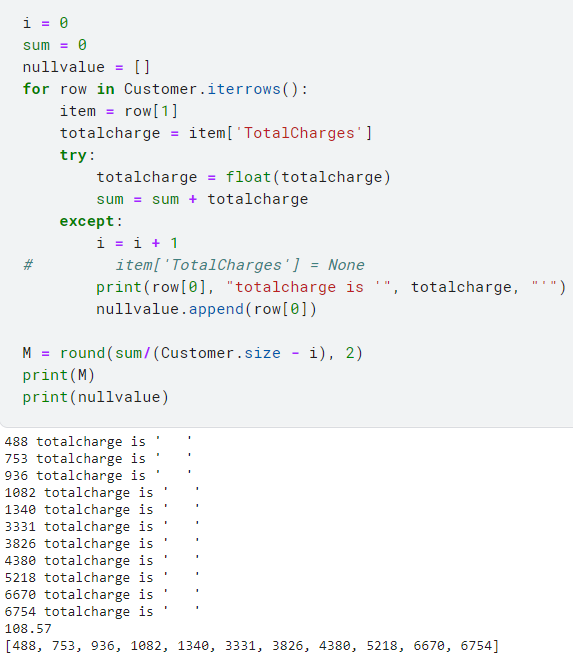 i = 0
sum = 0
nullvalue = []
for row in Customer.iterrows():
    item = row[1]
    totalcharge = item['TotalCharges']
    try:
        totalcharge = float(totalcharge)
        sum = sum + totalcharge
    except:
        i = i + 1
#         item['TotalCharges'] = None
        print(row[0], "totalcharge is '", totalcharge, "'")
        nullvalue.append(row[0])

M = round(sum/(Customer.size - i), 2)
print(M)
print(nullvalue)
488 totalcharge is '   '
753 totalcharge is '   '
936 totalcharge is '   '
1082 totalcharge is '   '
1340 totalcharge is '   '
3331 totalcharge is '   '
3826 totalcharge is '   '
4380 totalcharge is '   '
5218 totalcharge is '   '
6670 totalcharge is '   '
6754 totalcharge is '   '
108.57
[488, 753, 936, 1082, 1340, 3331, 3826, 4380, 5218, 6670, 6754]